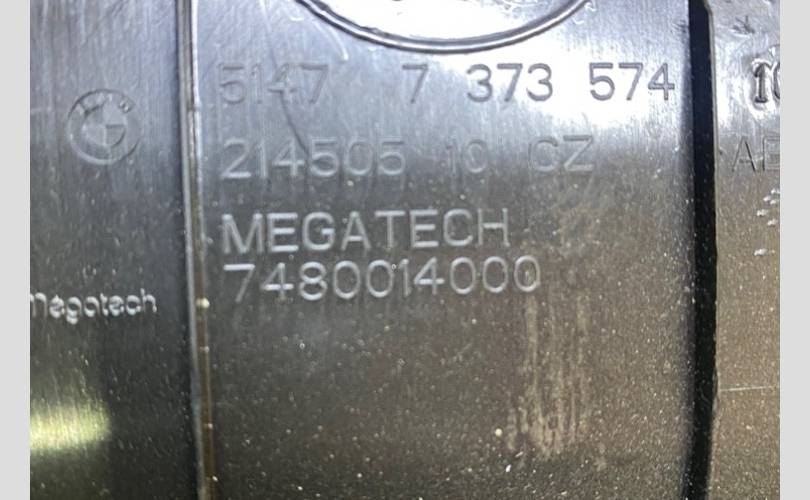 5147 7 373 574
214505 10 CZ
MEGATECH
7480014000
Megatech